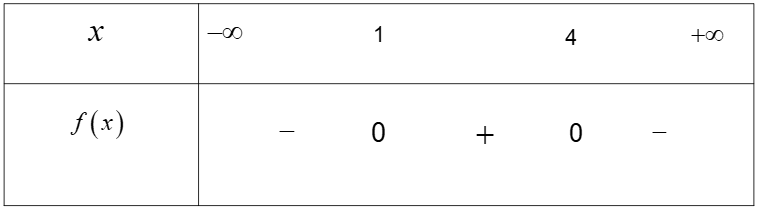 x −∞ 1 4 +∞
f(x) − 0 + 0 −